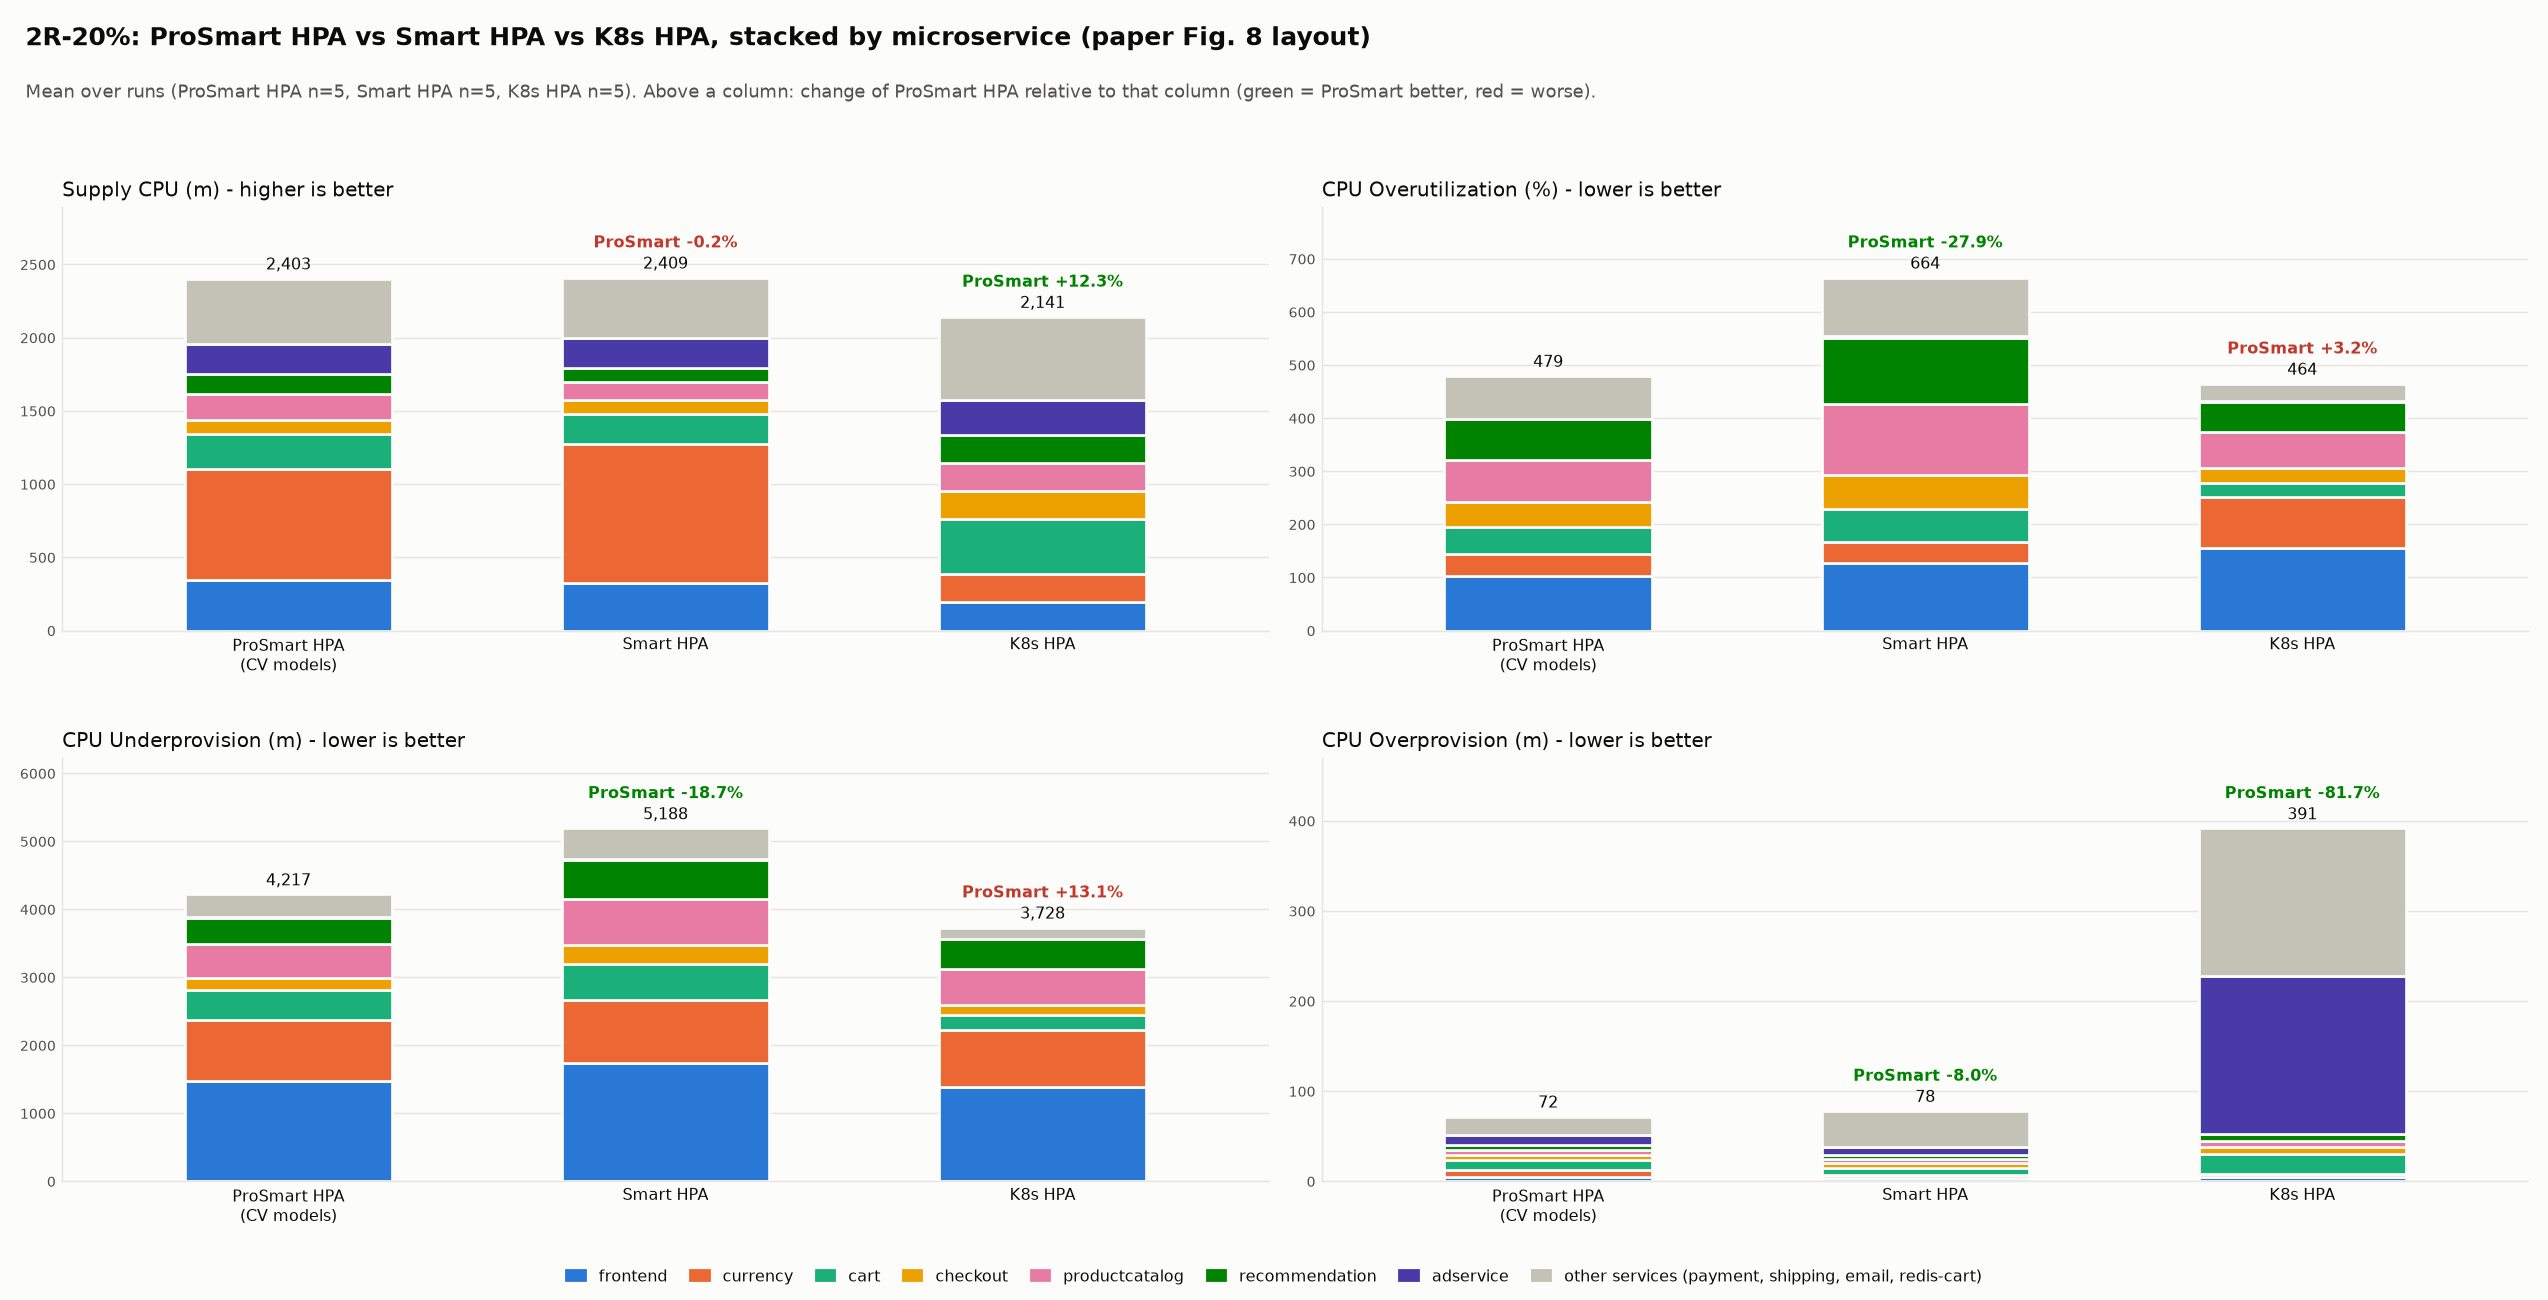 2R-20%: ProSmart HPA vs Smart HPA vs K8s HPA, stacked by microservice (paper Fig. 8 layout)
Mean over runs (ProSmart HPA n=5, Smart HPA n=5, K8s HPA n=5). Above a column: change of ProSmart HPA relative to that column (green = ProSmart better, red = worse).
Supply CPU (m) - higher is better
2500
2000
1500
1000
500
0
2,403
ProSmart -0.2%
2,409
ProSmart +12.3%
2,141
ProSmart HPA
(CV models)
Smart HPA
K8s HPA
CPU Overutilization (%) - lower is better
700
600
500
400
300
200
100
0
479
ProSmart -27.9%
664
ProSmart +3.2%
464
ProSmart HPA
(CV models)
Smart HPA
K8s HPA
CPU Underprovision (m) - lower is better
6000
5000
4000
3000
2000
1000
0
4,217
ProSmart -18.7%
5,188
ProSmart +13.1%
3,728
ProSmart HPA
(CV models)
Smart HPA
K8s HPA
CPU Overprovision (m) - lower is better
400
300
200
100
0
72
ProSmart -8.0%
78
ProSmart -81.7%
391
ProSmart HPA
(CV models)
Smart HPA
K8s HPA
frontend currency cart checkout productcatalog recommendation adservice other services (payment, shipping, email, redis-cart)